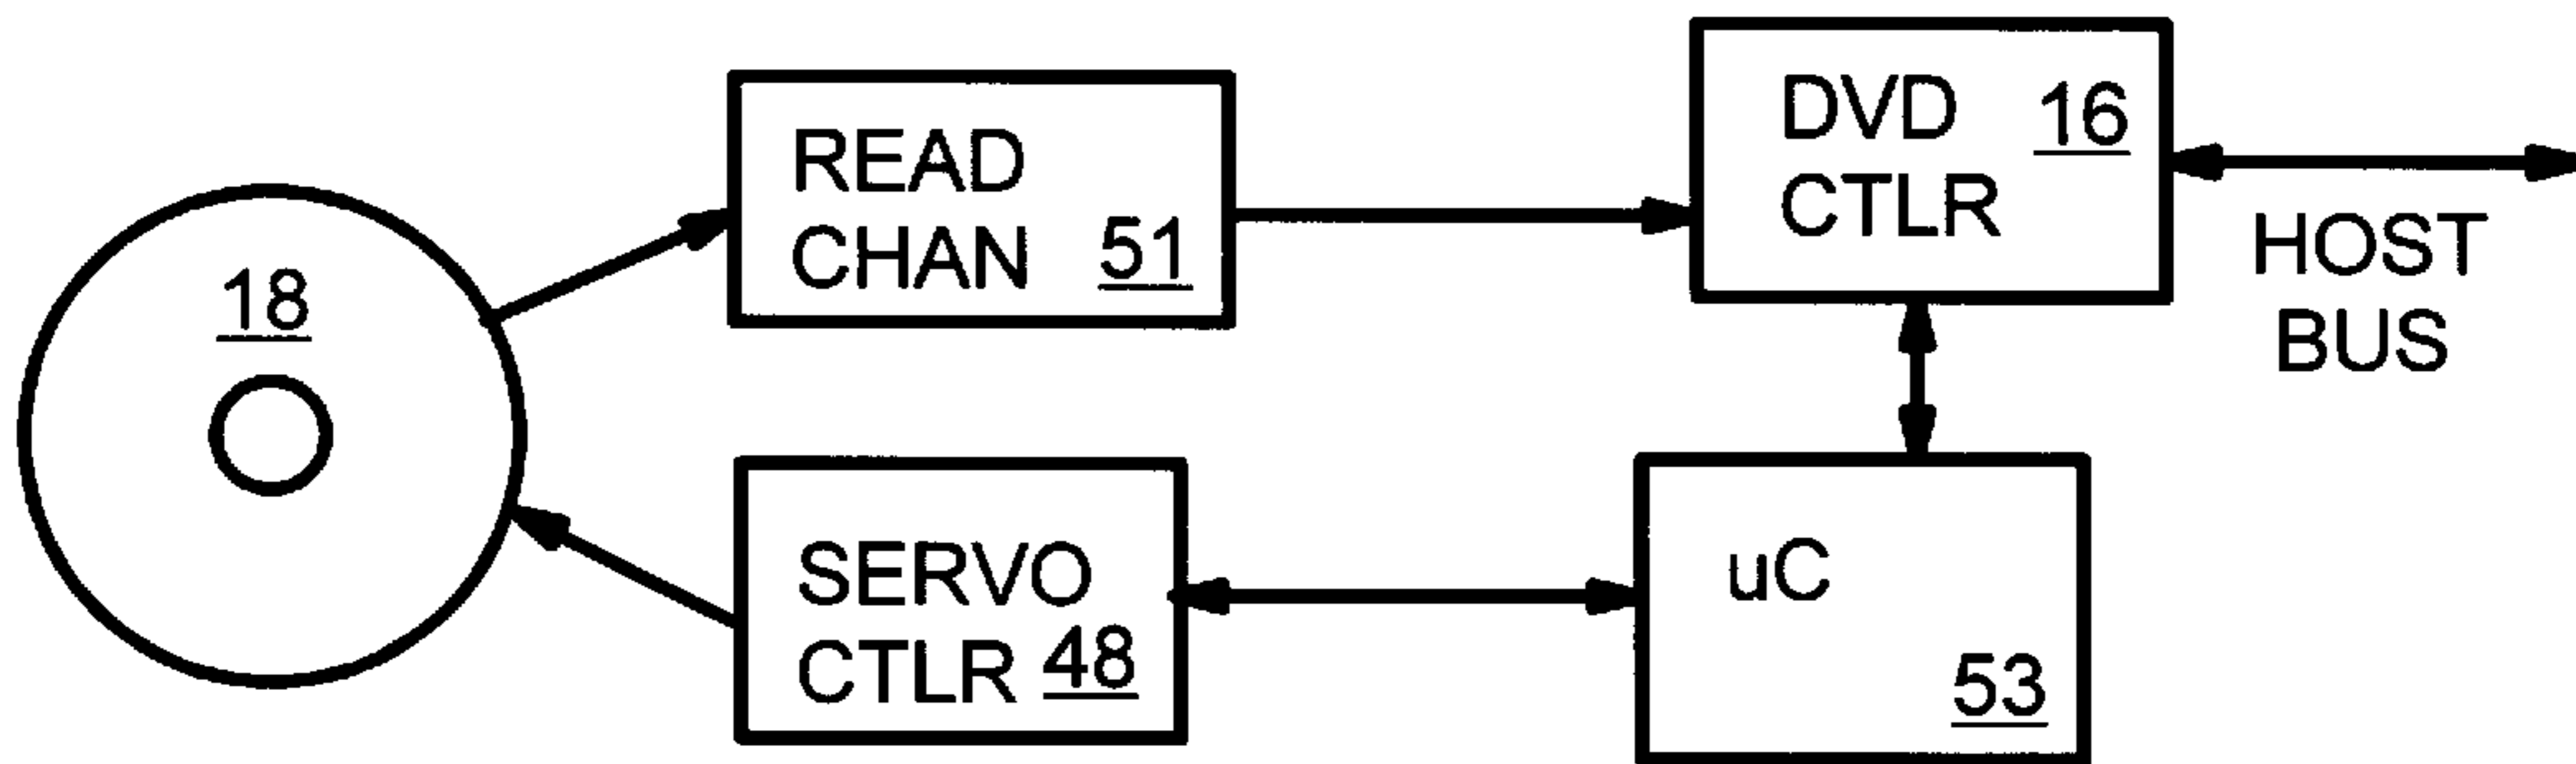 18
READ
CHAN 51
DVD 16
CTLR
HOST
BUS
SERVO
CTLR 48
uC
53